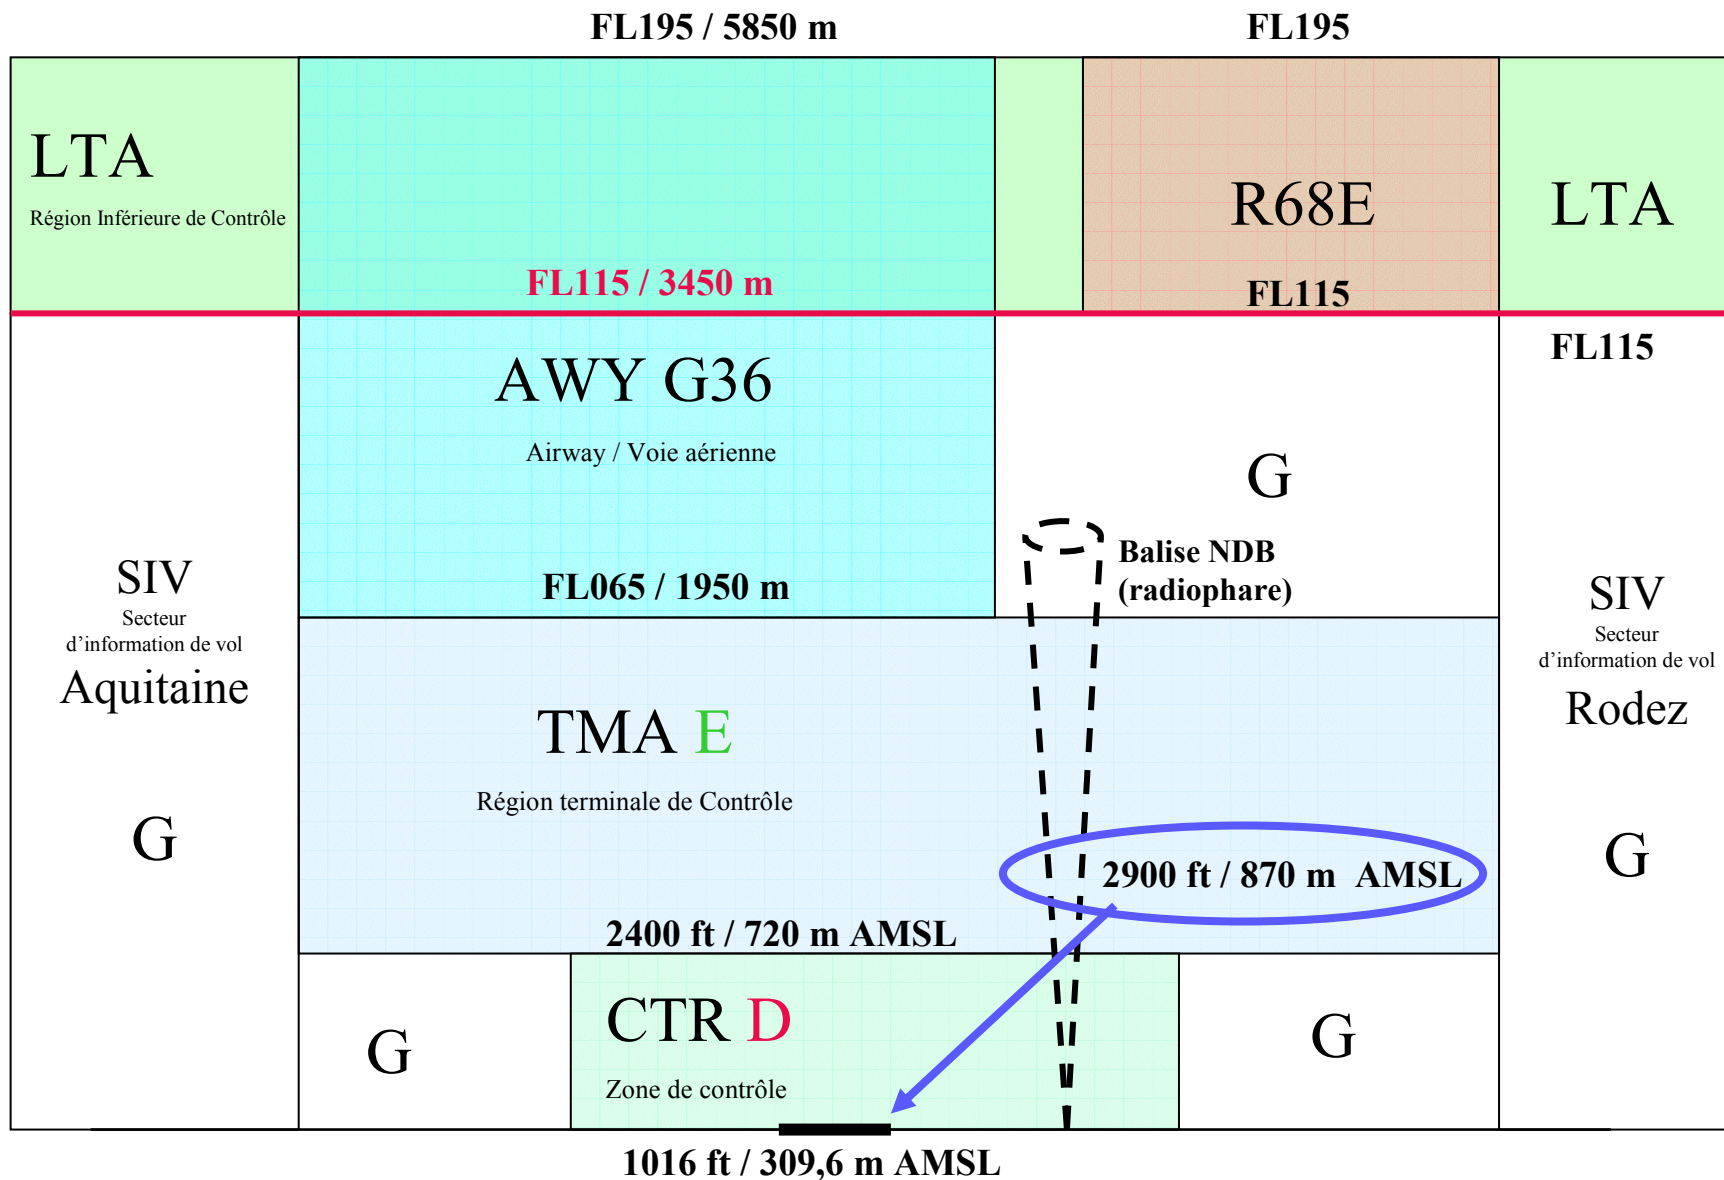 FL195 / 5850 m
FL195
LTA
Région Inférieure de Contrôle
R68E
LTA
FL115 / 3450 m
FL115
FL115
AWY G36
Airway / Voie aérienne
G
Balise NDB
(radiophare)
FL065 / 1950 m
SIV
Secteur
d’information de vol
Aquitaine
SIV
Secteur
d’information de vol
Rodez
TMA E
Région terminale de Contrôle
G
G
2900 ft / 870 m AMSL
2400 ft / 720 m AMSL
G
CTR D
Zone de contrôle
G
1016 ft / 309,6 m AMSL